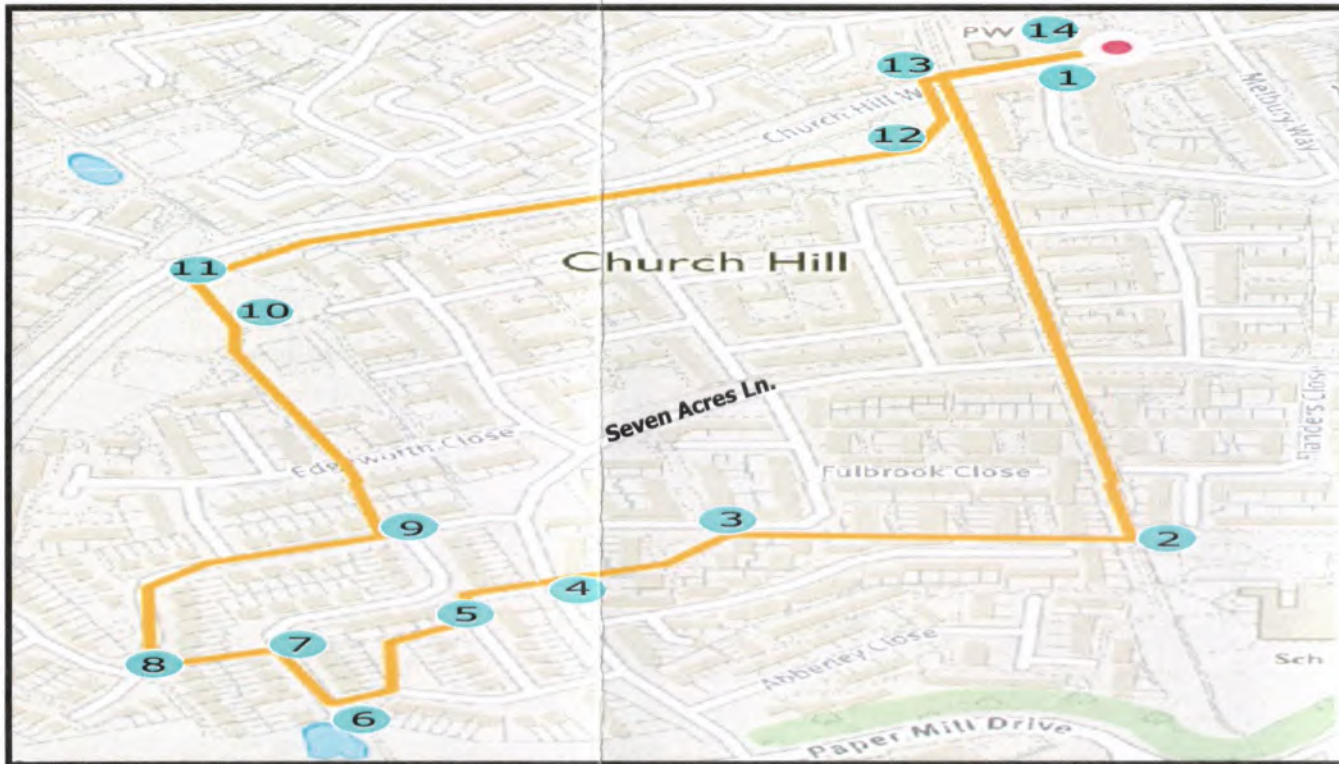 PW
14
13
1
Melbury Way
Church Hill W
12
Church Hill
11
10
Seven Acres Ln.
Flanders Close
Edgeworth Close
Fulbrook Close
9
3
2
4
5
7
8
Abberley Close
Sch
6
Paper Mill Drive